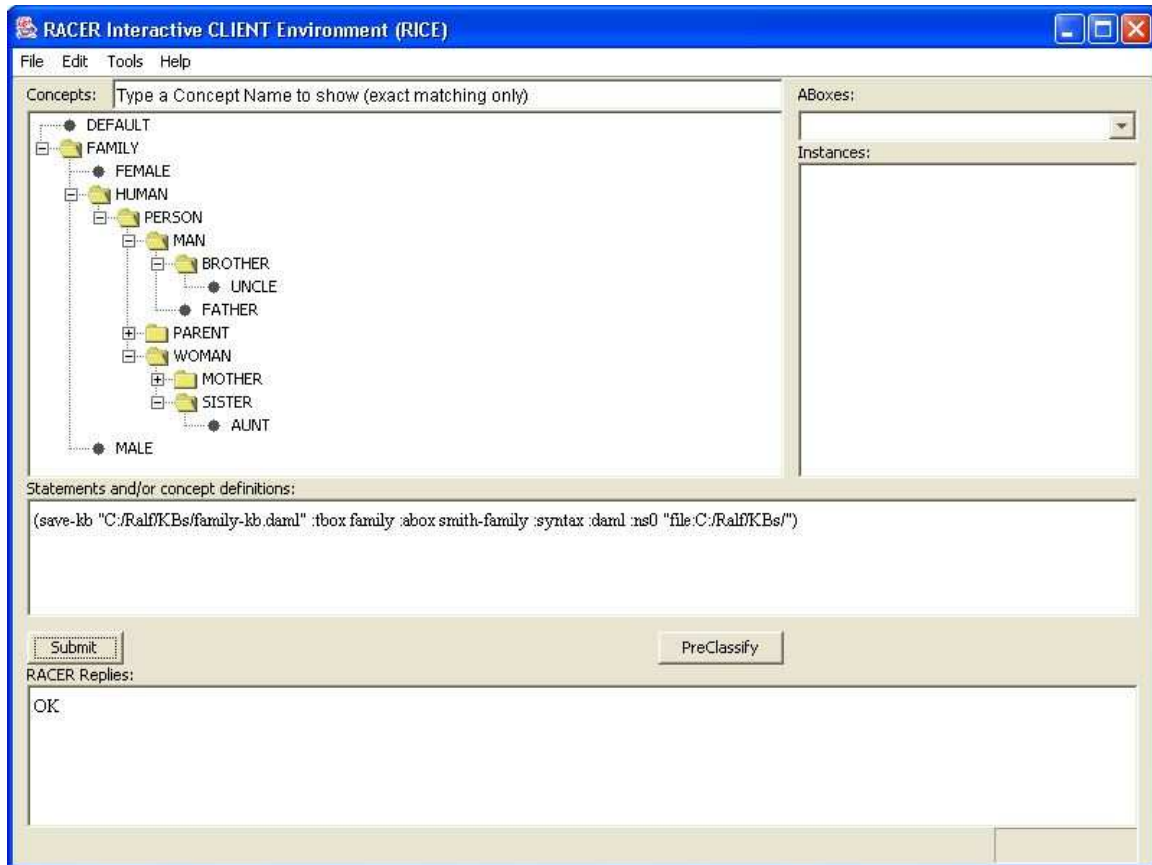 RACER Interactive CLIENT Environment (RICE)
File Edit Tools Help
Concepts: Type a Concept Name to show (exact matching only)
DEFAULT
FAMILY
FEMALE
HUMAN
PERSON
MAN
BROTHER
UNCLE
FATHER
PARENT
WOMAN
MOTHER
SISTER
AUNT
MALE
ABoxes:
Instances:
Statements and/or concept definitions:
(save-kb "C:/Ralf/KBs/family-kb.daml" :tbox family :abox smith-family :syntax :daml :ns0 "file:C:/Ralf/KBs/")
Submit PreClassify
RACER Replies:
OK